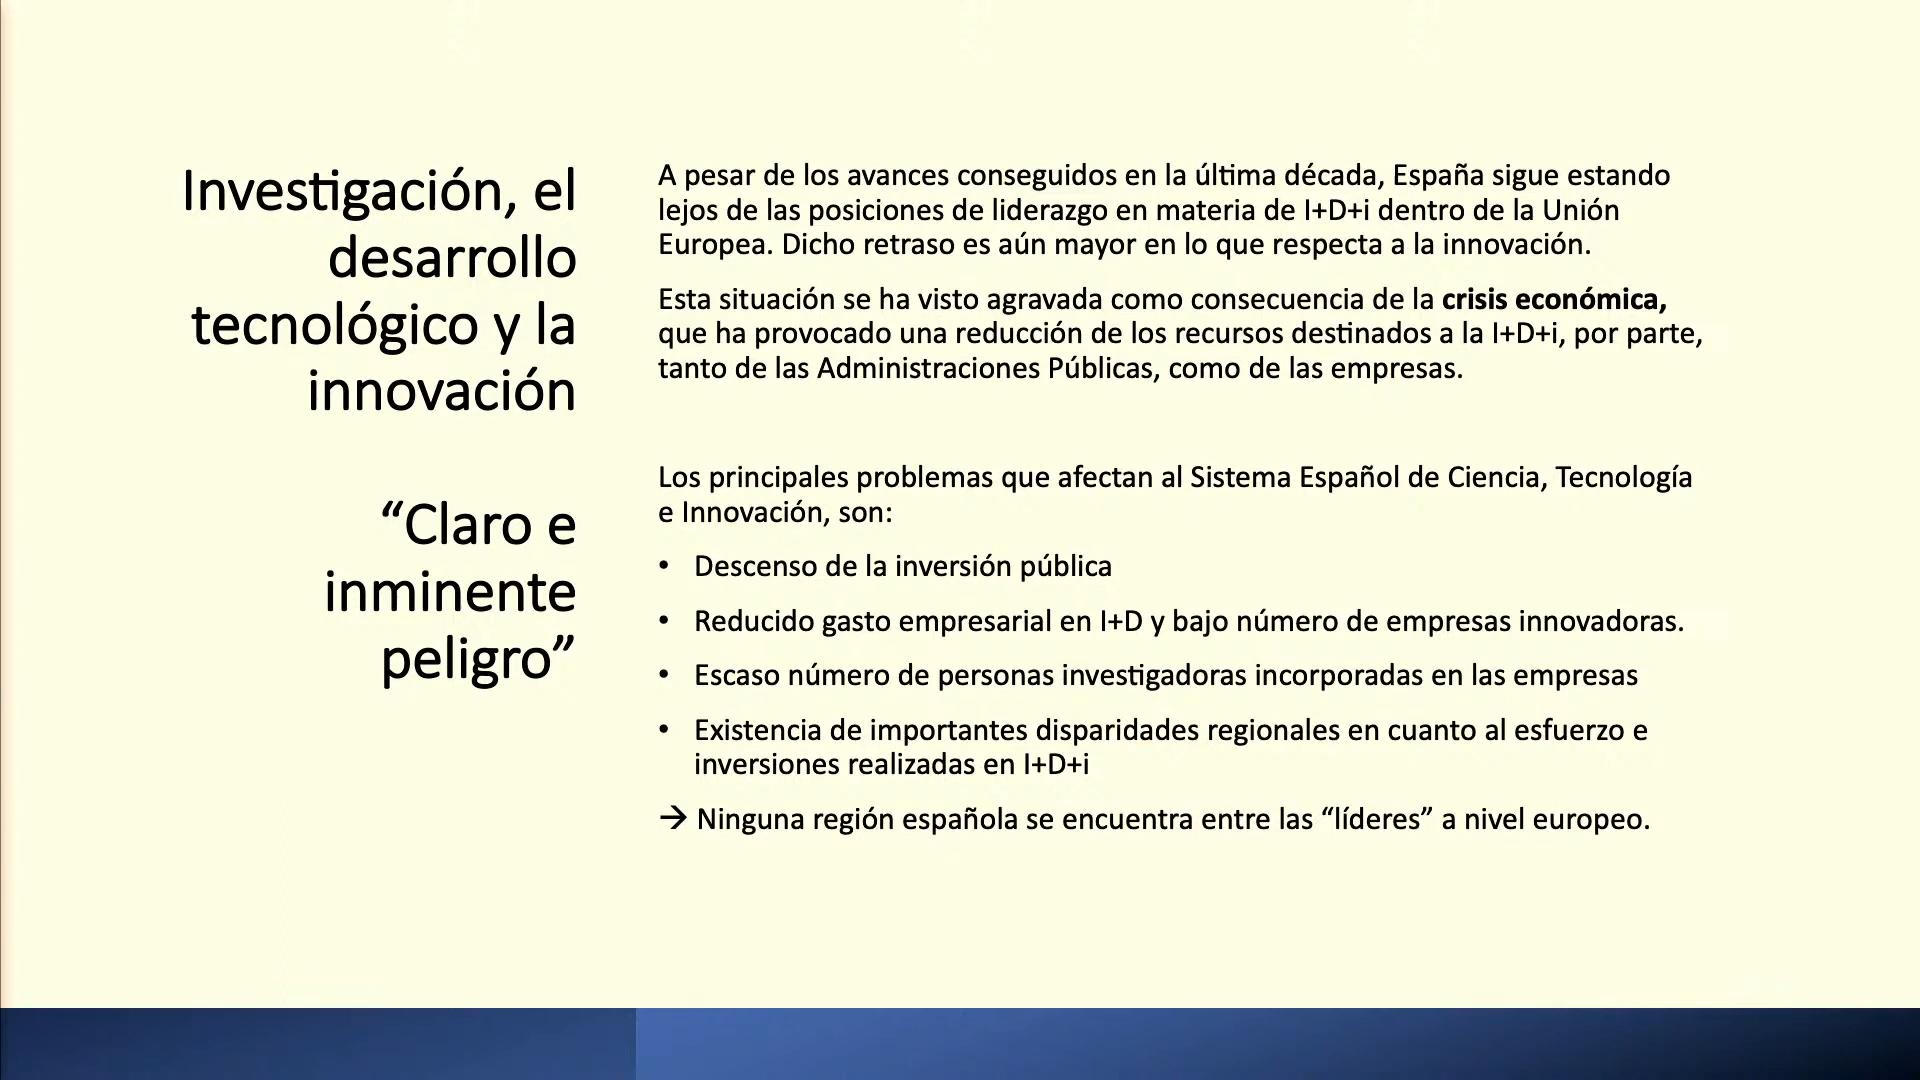 Investigación, el
desarrollo
tecnológico y la
innovación
“Claro e
inminente
peligro”
A pesar de los avances conseguidos en la última década, España sigue estando
lejos de las posiciones de liderazgo en materia de I+D+i dentro de la Unión
Europea. Dicho retraso es aún mayor en lo que respecta a la innovación.
Esta situación se ha visto agravada como consecuencia de la crisis económica,
que ha provocado una reducción de los recursos destinados a la I+D+i, por parte,
tanto de las Administraciones Públicas, como de las empresas.
Los principales problemas que afectan al Sistema Español de Ciencia, Tecnología
e Innovación, son:
• Descenso de la inversión pública
• Reducido gasto empresarial en I+D y bajo número de empresas innovadoras.
• Escaso número de personas investigadoras incorporadas en las empresas
• Existencia de importantes disparidades regionales en cuanto al esfuerzo e
inversiones realizadas en I+D+i
→ Ninguna región española se encuentra entre las “líderes” a nivel europeo.